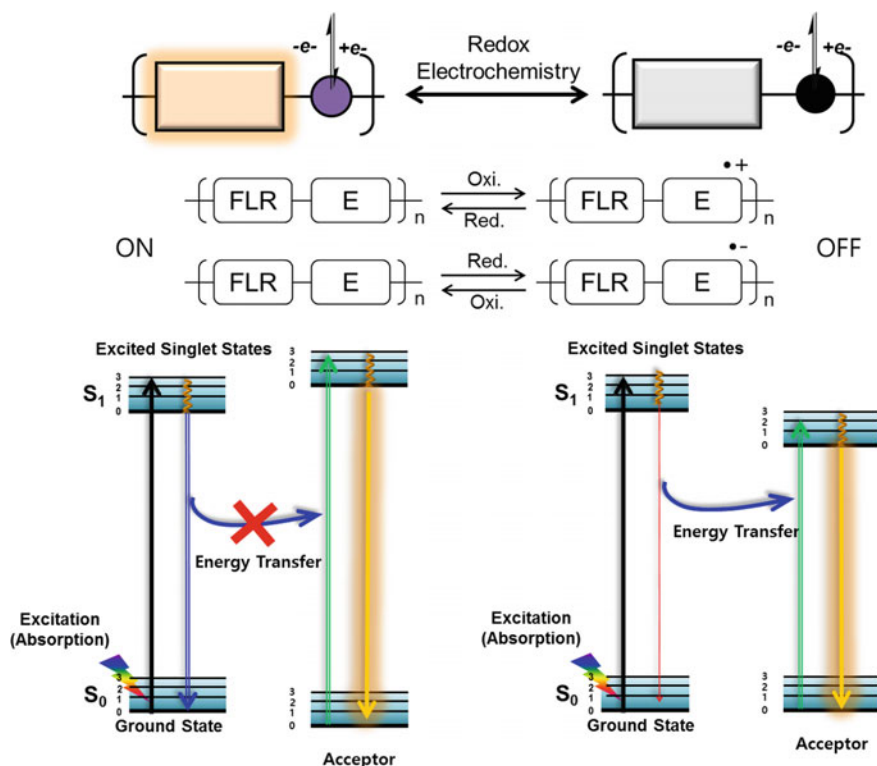 -e- +e-
Redox
Electrochemistry
-e- +e-
FLR E n
Oxi.
Red.
FLR E •+ n
ON
OFF
FLR E n
Red.
Oxi.
FLR E •- n
Excited Singlet States
S1
3
2
1
0
3
2
1
0
Energy Transfer
Excitation
(Absorption)
S0
3
2
1
0
Ground State
3
2
1
0
Acceptor
Excited Singlet States
S1
3
2
1
0
3
2
1
0
Energy Transfer
Excitation
(Absorption)
S0
3
2
1
0
Ground State
3
2
1
0
Acceptor